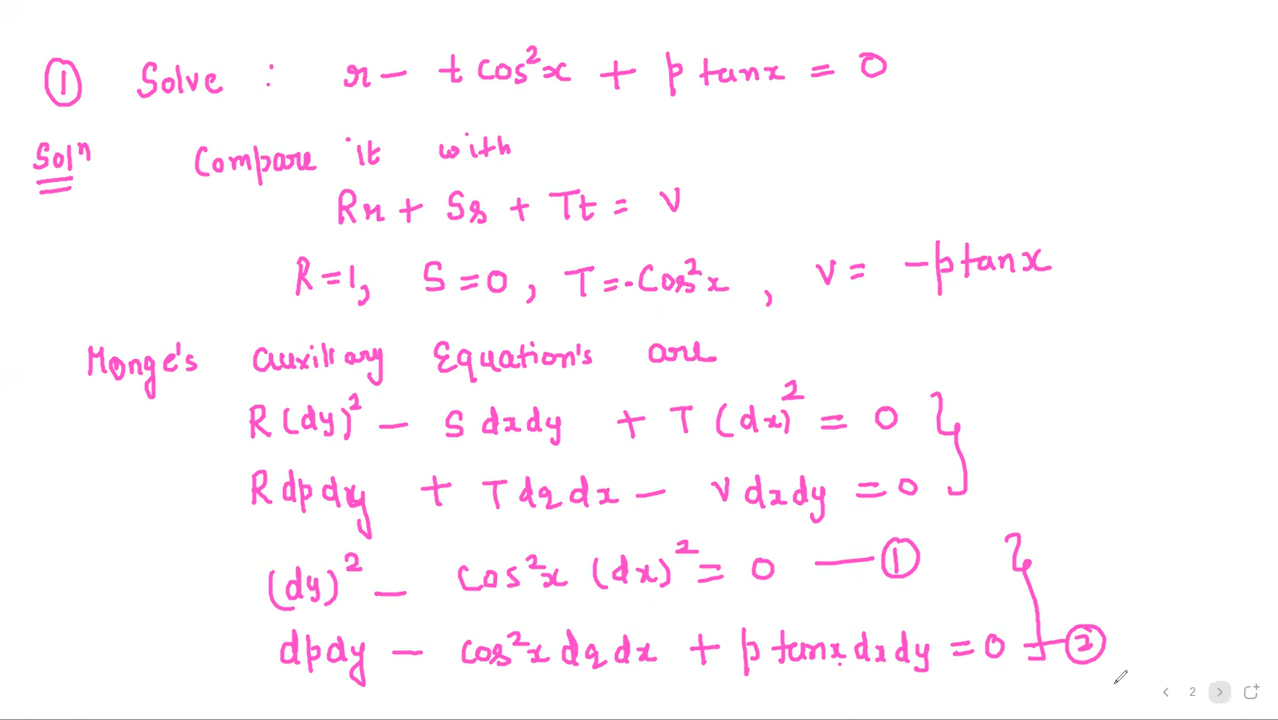 ① Solve : r - t cos²x + p tanx = 0
Solⁿ Compare it with
Rr + Ss + Tt = V
R=1, S=0, T=-Cos²x, V= -ptanx
Monge's auxiliary Equation's are
R(dy)² - S dxdy + T (dx)² = 0
Rdpdy + Tdqdx - Vdxdy = 0
(dy)² - cos²x (dx)² = 0 — ①
dpdy - cos²x dqdx + p tanx dxdy = 0 — ②
2